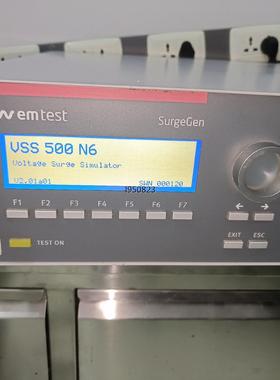 emtest
SurgeGen
VSS 500 N6
Voltage Surge Simulator
V2.01a01
SWN 000120
1950823
F1 F2 F3 F4 F5 F6 F7
← →
TEST ON
EXIT ESC